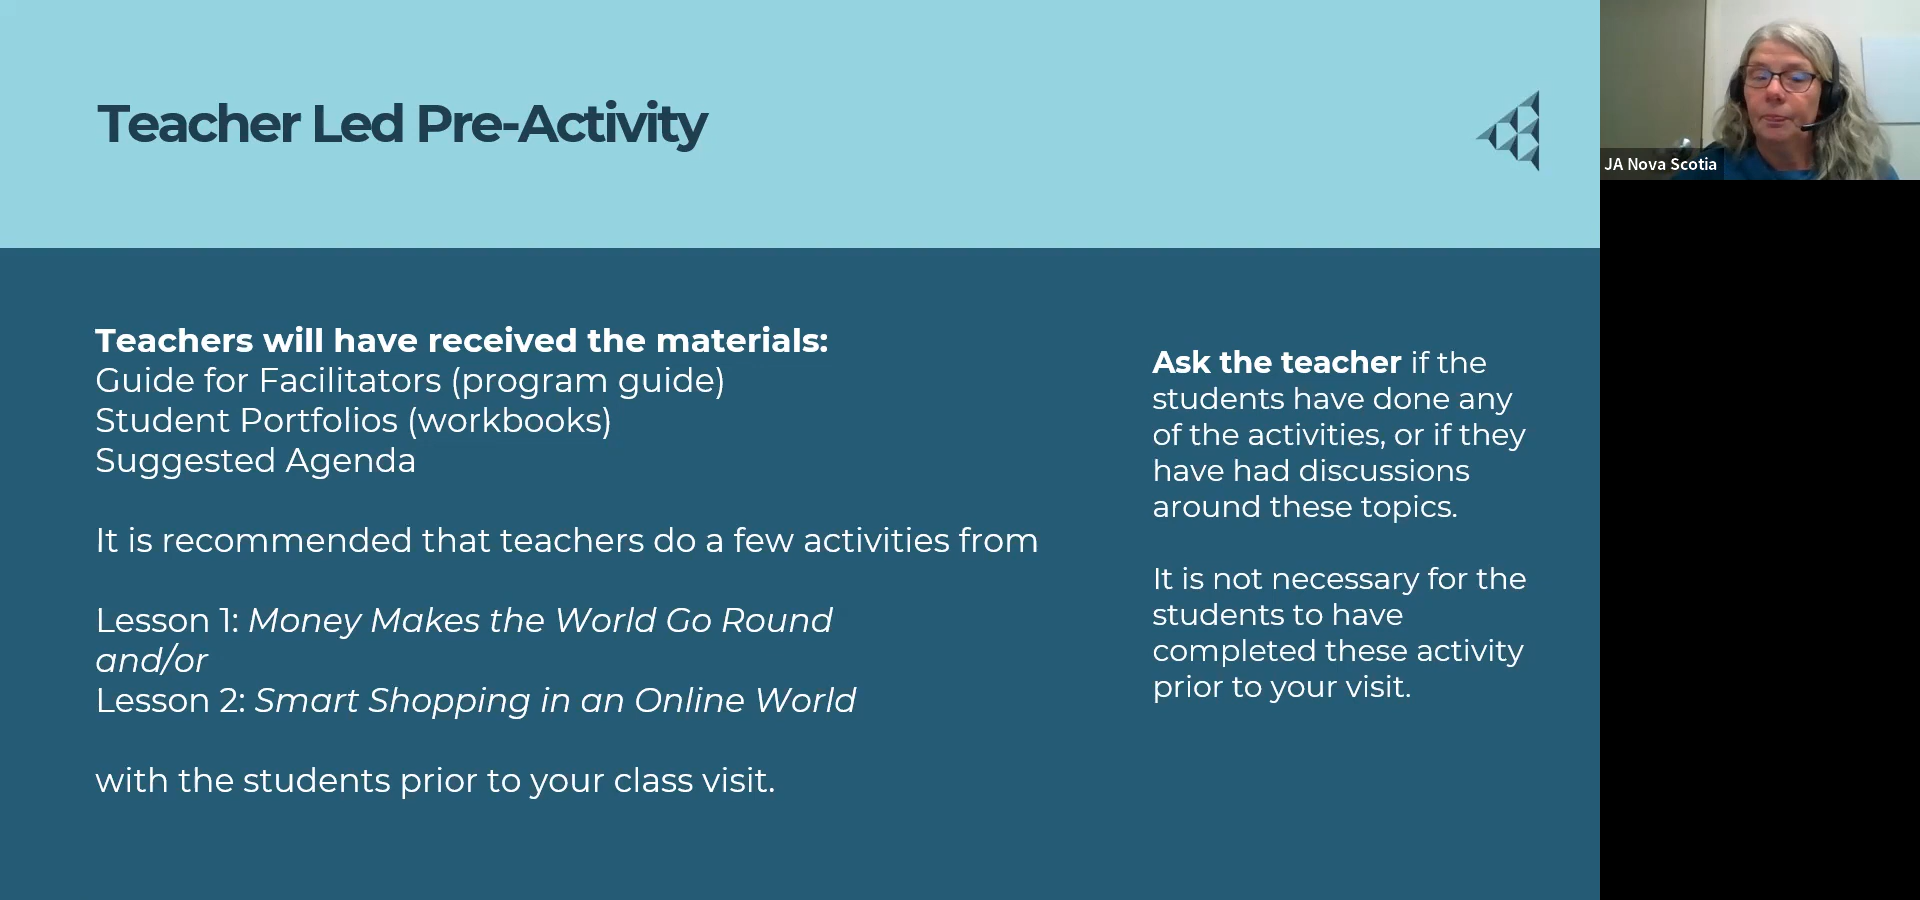 Teacher Led Pre-Activity
Teachers will have received the materials:
Guide for Facilitators (program guide)
Student Portfolios (workbooks)
Suggested Agenda
It is recommended that teachers do a few activities from
Lesson 1: Money Makes the World Go Round
and/or
Lesson 2: Smart Shopping in an Online World
with the students prior to your class visit.
Ask the teacher if the
students have done any
of the activities, or if they
have had discussions
around these topics.
It is not necessary for the
students to have
completed these activity
prior to your visit.
JA Nova Scotia